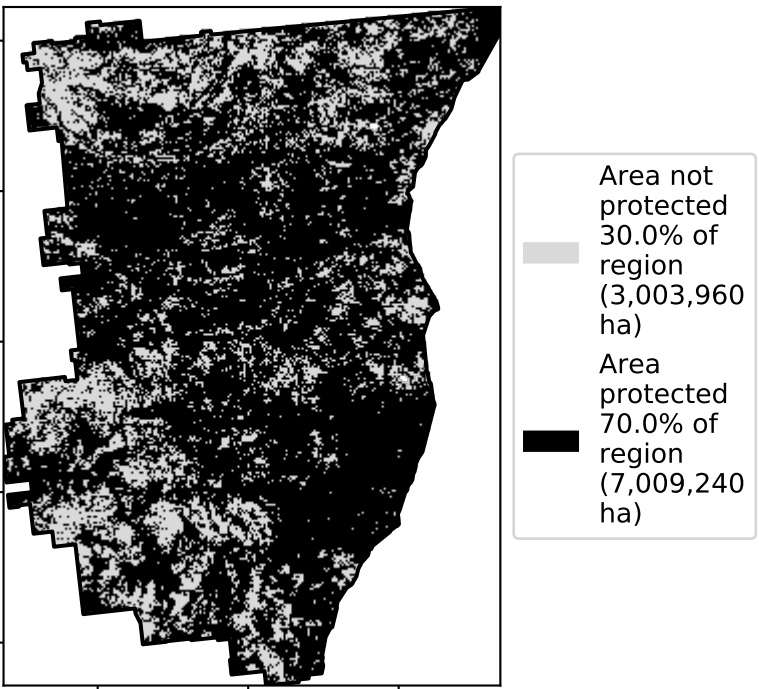 Area not
protected
30.0% of
region
(3,003,960
ha)
Area
protected
70.0% of
region
(7,009,240
ha)